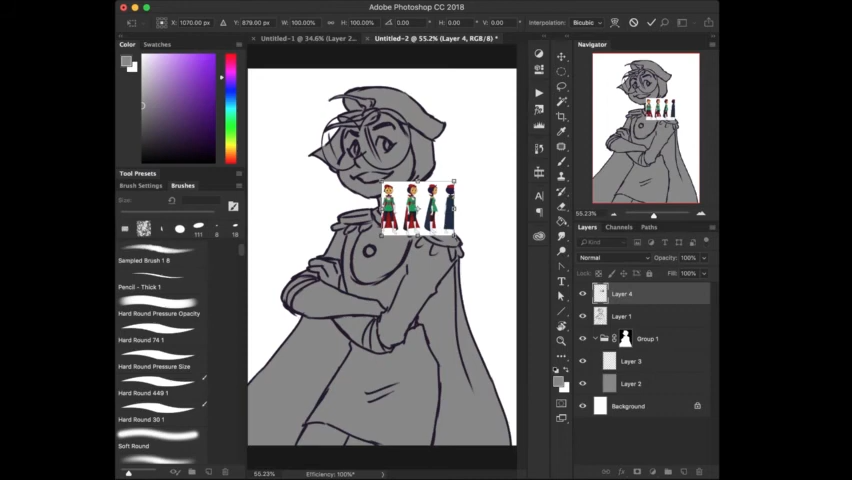 Adobe Photoshop CC 2018
X: 1070.00 px Y: 879.00 px W: 100.00% H: 100.00% 0.00 H: 0.00 V: 0.00 Interpolation: Bicubic
Untitled-1 @ 34.6% (Layer 2... Untitled-2 @ 55.2% (Layer 4, RGB/8) *
Color Swatches
Navigator
Tool Presets
Brush Settings Brushes
Size:
111 8 18
Sampled Brush 1 8
Pencil - Thick 1
Hard Round Pressure Opacity
Hard Round 74 1
Hard Round Pressure Size
Hard Round 449 1
Hard Round 30 1
Soft Round
55.23%
Layers Channels Paths
Kind
Normal Opacity: 100%
Lock: Fill: 100%
Layer 4
Layer 1
Group 1
Layer 3
Layer 2
Background
55.23% Efficiency: 100%*